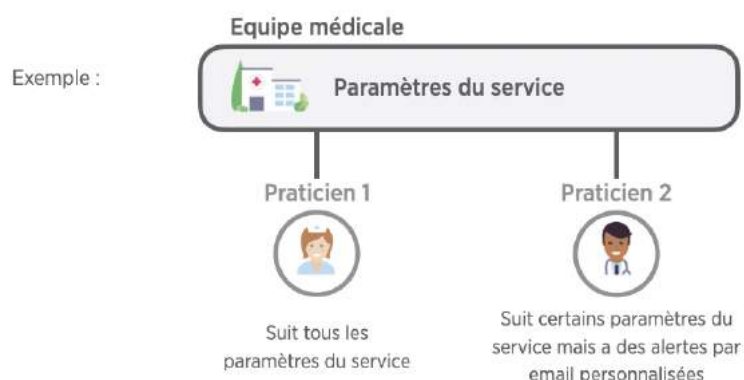 Equipe médicale
Exemple :
Paramètres du service
Praticien 1
Praticien 2
Suit tous les
paramètres du service
Suit certains paramètres du
service mais a des alertes par
email personnalisées